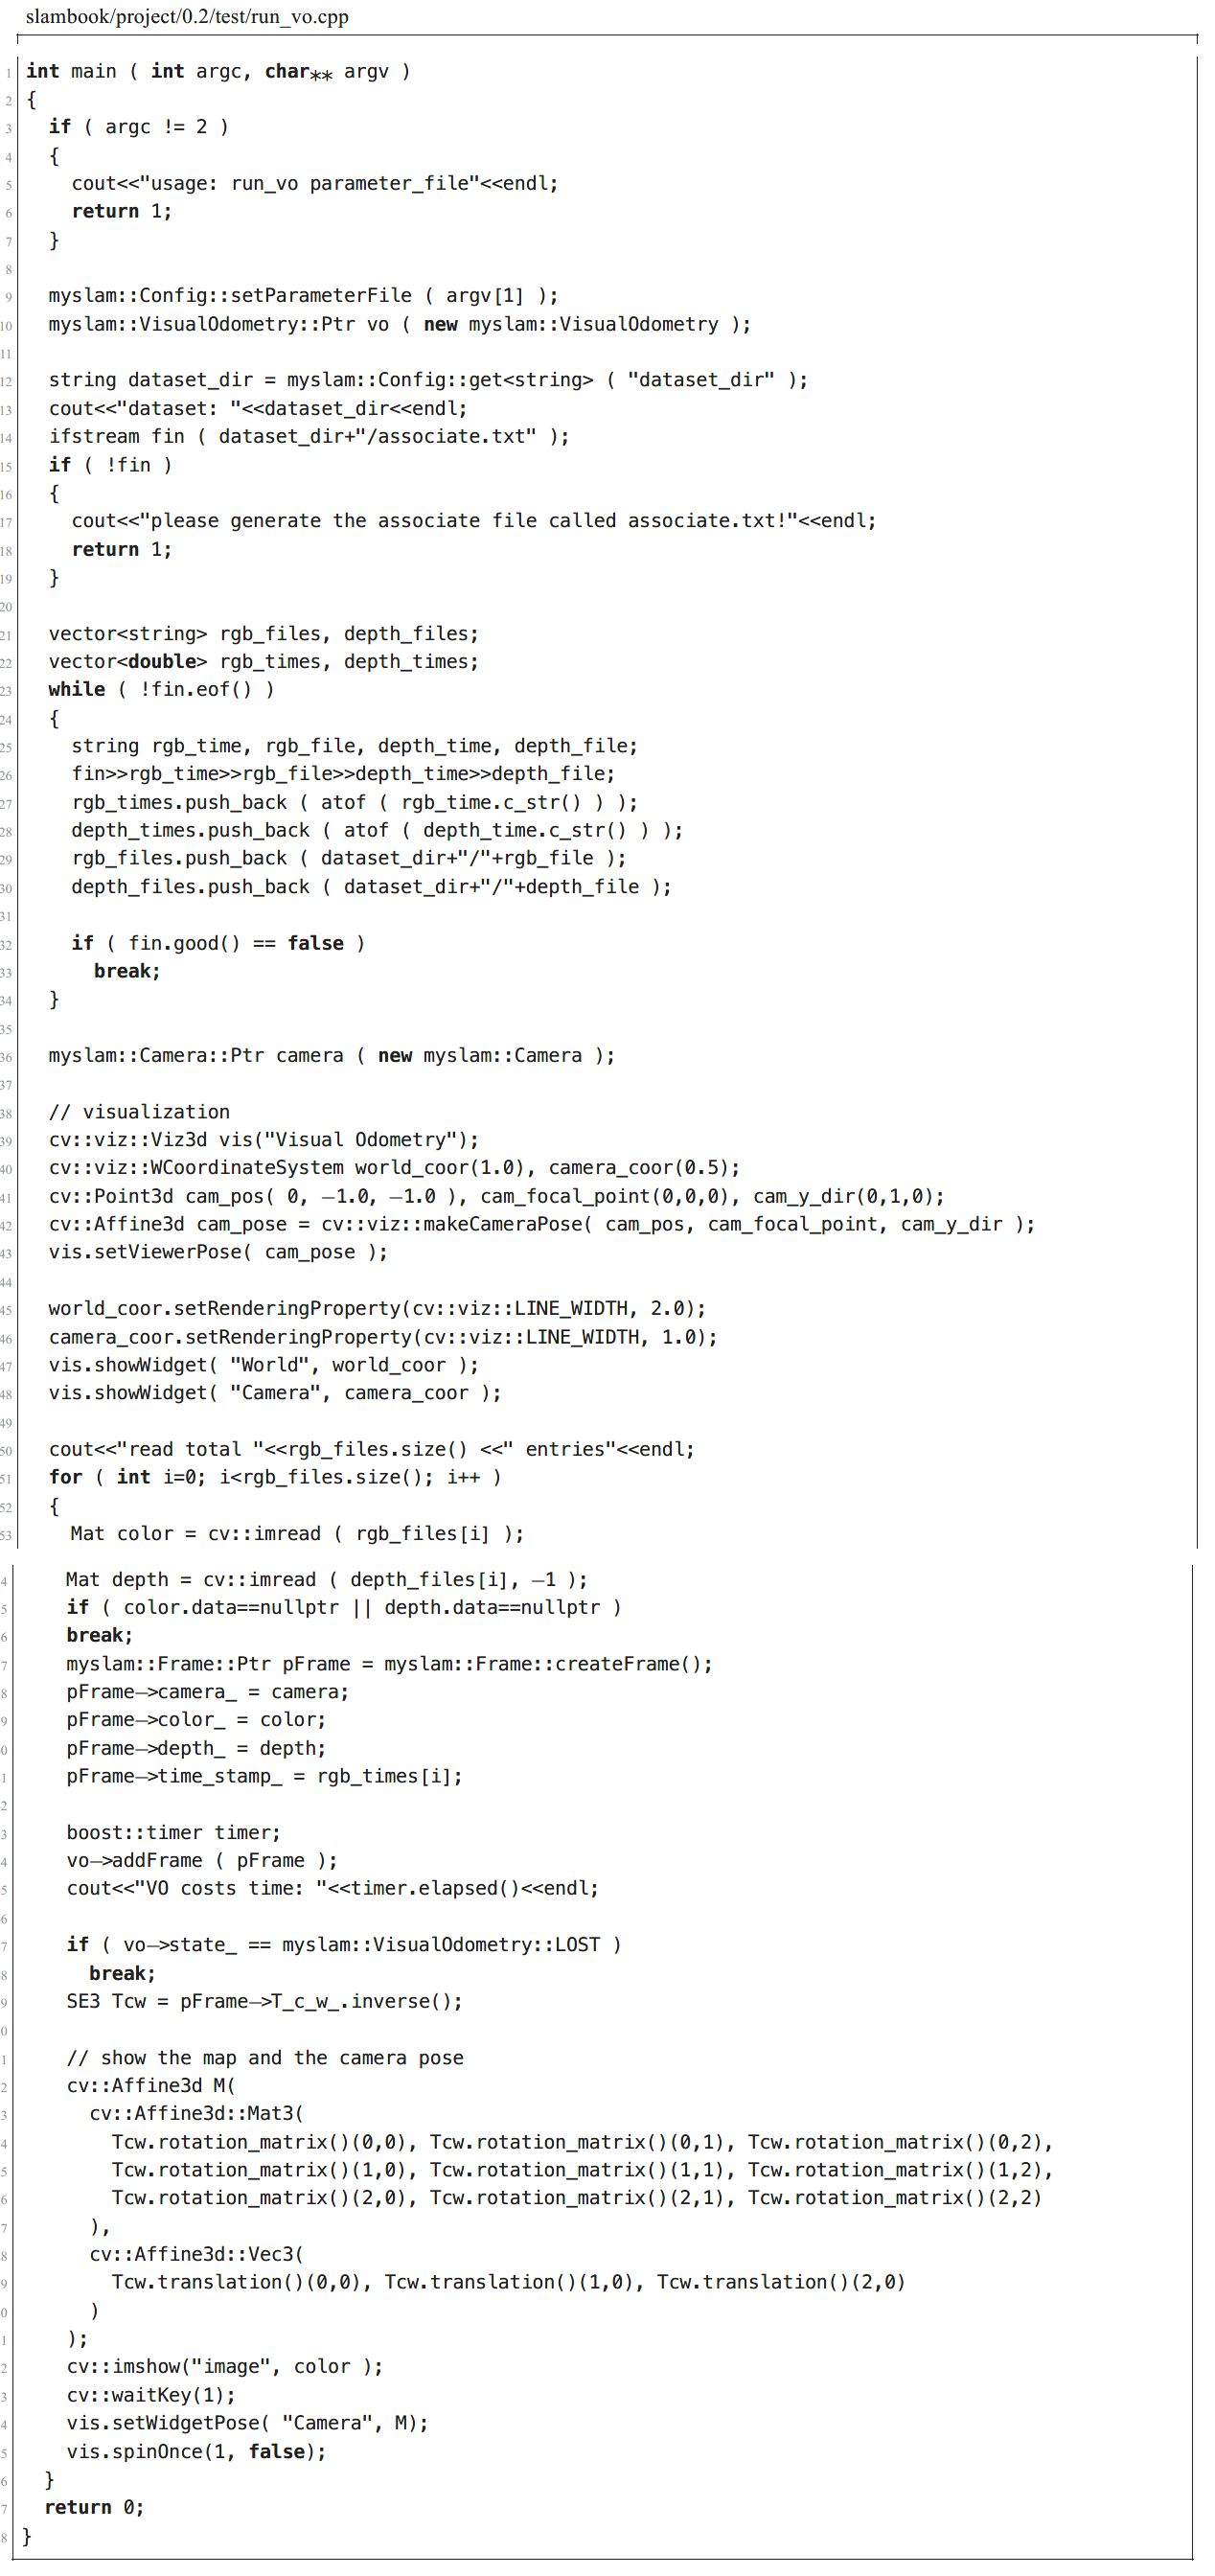 slambook/project/0.2/test/run_vo.cpp
1 int main ( int argc, char** argv )
2 {
3   if ( argc != 2 )
4   {
5     cout<<"usage: run_vo parameter_file"<<endl;
6     return 1;
7   }
8
9   myslam::Config::setParameterFile ( argv[1] );
10   myslam::VisualOdometry::Ptr vo ( new myslam::VisualOdometry );
11
12   string dataset_dir = myslam::Config::get<string> ( "dataset_dir" );
13   cout<<"dataset: "<<dataset_dir<<endl;
14   ifstream fin ( dataset_dir+"/associate.txt" );
15   if ( !fin )
16   {
17     cout<<"please generate the associate file called associate.txt!"<<endl;
18     return 1;
19   }
20
21   vector<string> rgb_files, depth_files;
22   vector<double> rgb_times, depth_times;
23   while ( !fin.eof() )
24   {
25     string rgb_time, rgb_file, depth_time, depth_file;
26     fin>>rgb_time>>rgb_file>>depth_time>>depth_file;
27     rgb_times.push_back ( atof ( rgb_time.c_str() ) );
28     depth_times.push_back ( atof ( depth_time.c_str() ) );
29     rgb_files.push_back ( dataset_dir+"/"+rgb_file );
30     depth_files.push_back ( dataset_dir+"/"+depth_file );
31
32     if ( fin.good() == false )
33       break;
34   }
35
36   myslam::Camera::Ptr camera ( new myslam::Camera );
37
38   // visualization
39   cv::viz::Viz3d vis("Visual Odometry");
40   cv::viz::WCoordinateSystem world_coor(1.0), camera_coor(0.5);
41   cv::Point3d cam_pos( 0, −1.0, −1.0 ), cam_focal_point(0,0,0), cam_y_dir(0,1,0);
42   cv::Affine3d cam_pose = cv::viz::makeCameraPose( cam_pos, cam_focal_point, cam_y_dir );
43   vis.setViewerPose( cam_pose );
44
45   world_coor.setRenderingProperty(cv::viz::LINE_WIDTH, 2.0);
46   camera_coor.setRenderingProperty(cv::viz::LINE_WIDTH, 1.0);
47   vis.showWidget( "World", world_coor );
48   vis.showWidget( "Camera", camera_coor );
49
50   cout<<"read total "<<rgb_files.size() <<" entries"<<endl;
51   for ( int i=0; i<rgb_files.size(); i++ )
52   {
53     Mat color = cv::imread ( rgb_files[i] );
4     Mat depth = cv::imread ( depth_files[i], −1 );
5     if ( color.data==nullptr || depth.data==nullptr )
6     break;
7     myslam::Frame::Ptr pFrame = myslam::Frame::createFrame();
8     pFrame−>camera_ = camera;
9     pFrame−>color_ = color;
0     pFrame−>depth_ = depth;
1     pFrame−>time_stamp_ = rgb_times[i];
2
3     boost::timer timer;
4     vo−>addFrame ( pFrame );
5     cout<<"VO costs time: "<<timer.elapsed()<<endl;
6
7     if ( vo−>state_ == myslam::VisualOdometry::LOST )
8       break;
9     SE3 Tcw = pFrame−>T_c_w_.inverse();
0
1     // show the map and the camera pose
2     cv::Affine3d M(
3       cv::Affine3d::Mat3(
4         Tcw.rotation_matrix()(0,0), Tcw.rotation_matrix()(0,1), Tcw.rotation_matrix()(0,2),
5         Tcw.rotation_matrix()(1,0), Tcw.rotation_matrix()(1,1), Tcw.rotation_matrix()(1,2),
6         Tcw.rotation_matrix()(2,0), Tcw.rotation_matrix()(2,1), Tcw.rotation_matrix()(2,2)
7       ),
8       cv::Affine3d::Vec3(
9         Tcw.translation()(0,0), Tcw.translation()(1,0), Tcw.translation()(2,0)
0       )
1     );
2     cv::imshow("image", color );
3     cv::waitKey(1);
4     vis.setWidgetPose( "Camera", M);
5     vis.spinOnce(1, false);
6   }
7   return 0;
8 }